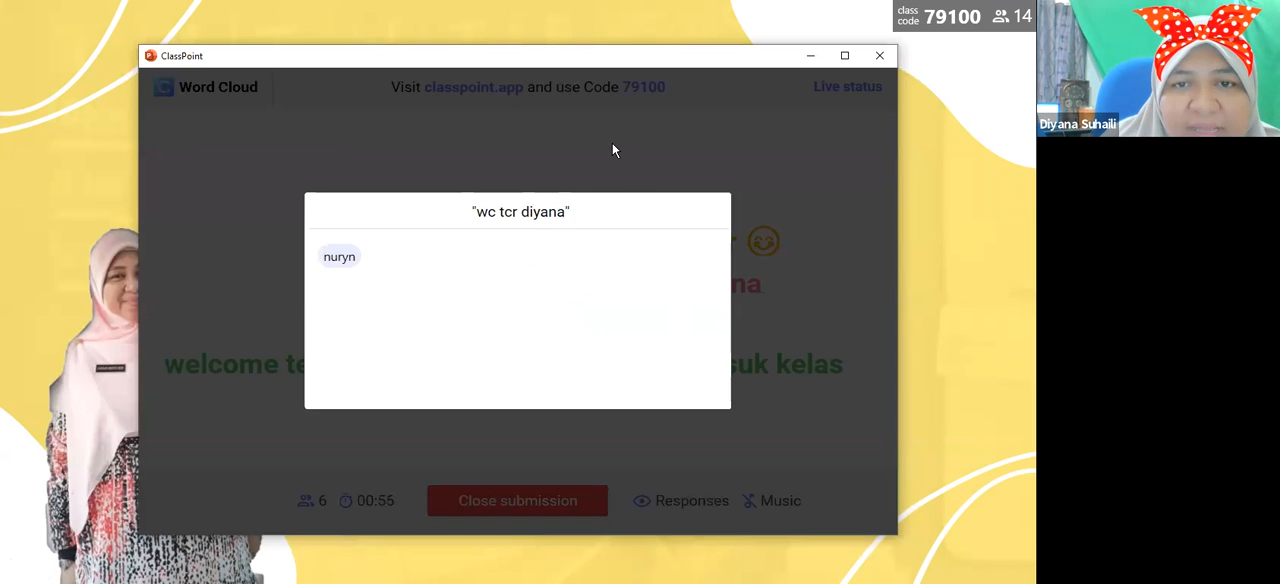 class code 79100 14
Diyana Suhaili
ClassPoint
Word Cloud
Visit classpoint.app and use Code 79100
Live status
"wc tcr diyana"
nuryn
na
welcome te
suk kelas
6 00:55
Close submission
Responses
Music